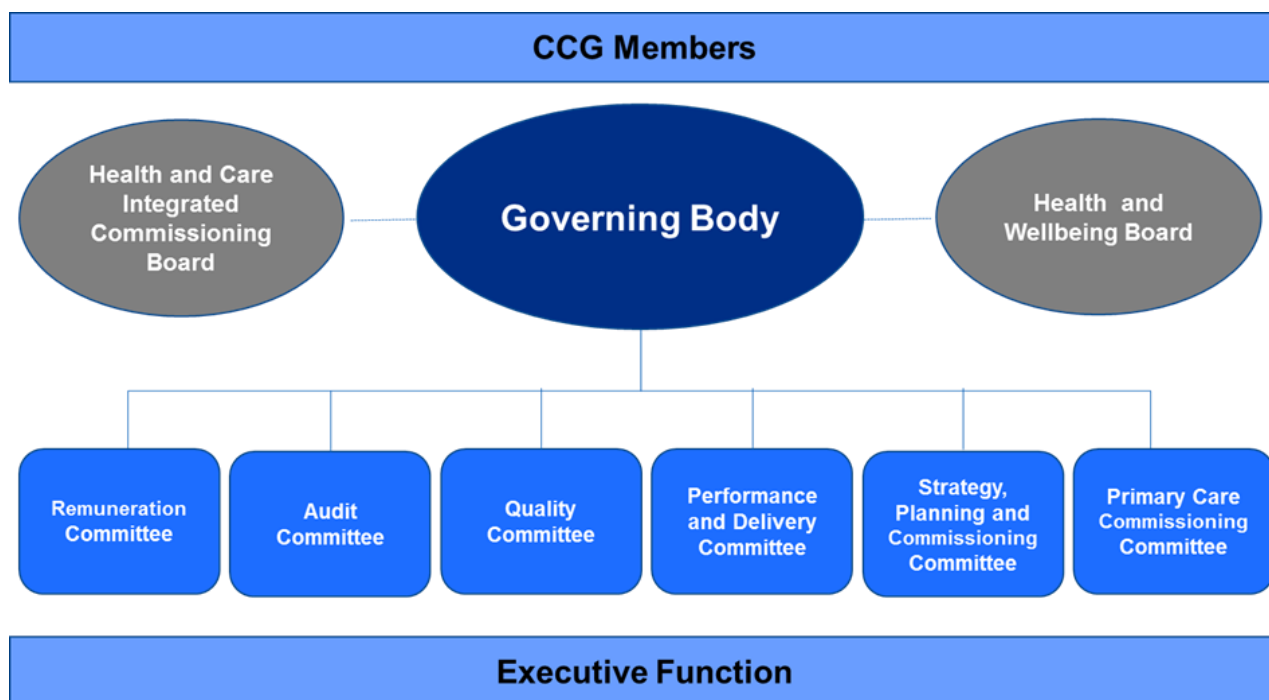 CCG Members
Health and Care
Integrated
Commissioning
Board
Governing Body
Health and
Wellbeing Board
Remuneration
Committee
Audit
Committee
Quality
Committee
Performance
and Delivery
Committee
Strategy,
Planning and
Commissioning
Committee
Primary Care
Commissioning
Committee
Executive Function